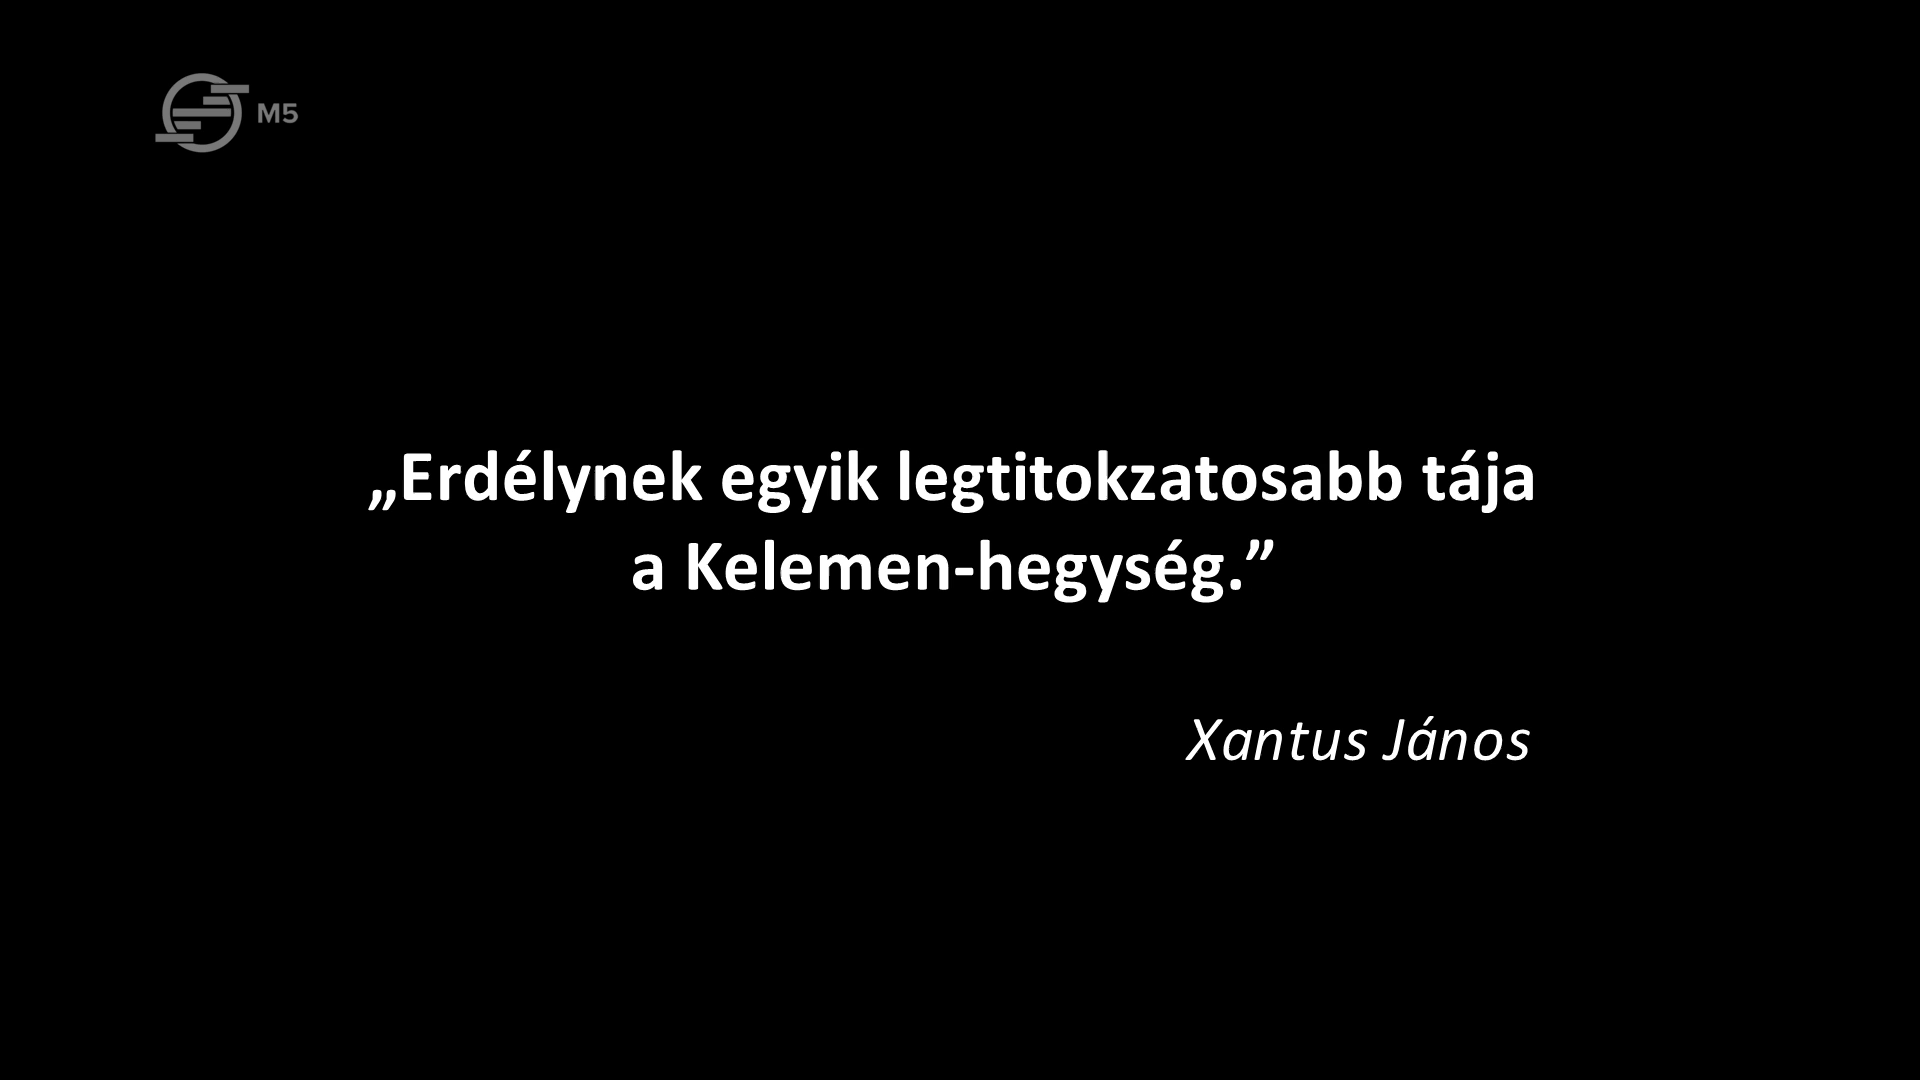 M5
„Erdélynek egyik legtitokzatosabb tája
a Kelemen-hegység.”
Xantus János